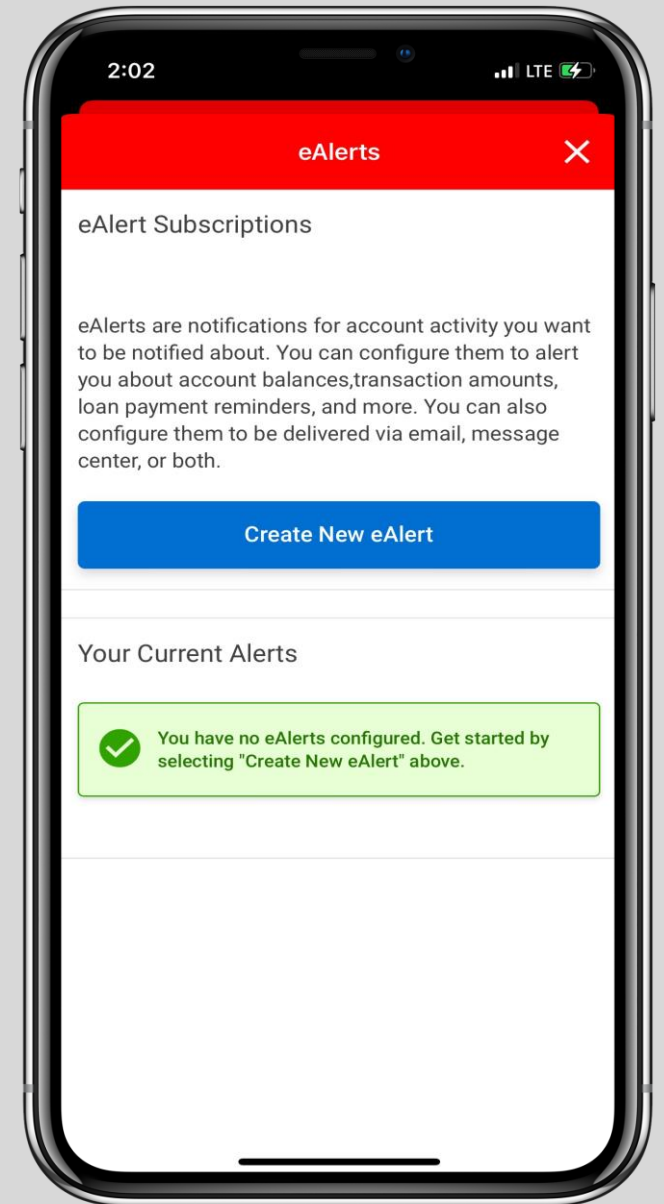 2:02
LTE
eAlerts
eAlert Subscriptions
eAlerts are notifications for account activity you want
to be notified about. You can configure them to alert
you about account balances,transaction amounts,
loan payment reminders, and more. You can also
configure them to be delivered via email, message
center, or both.
Create New eAlert
Your Current Alerts
You have no eAlerts configured. Get started by
selecting "Create New eAlert" above.